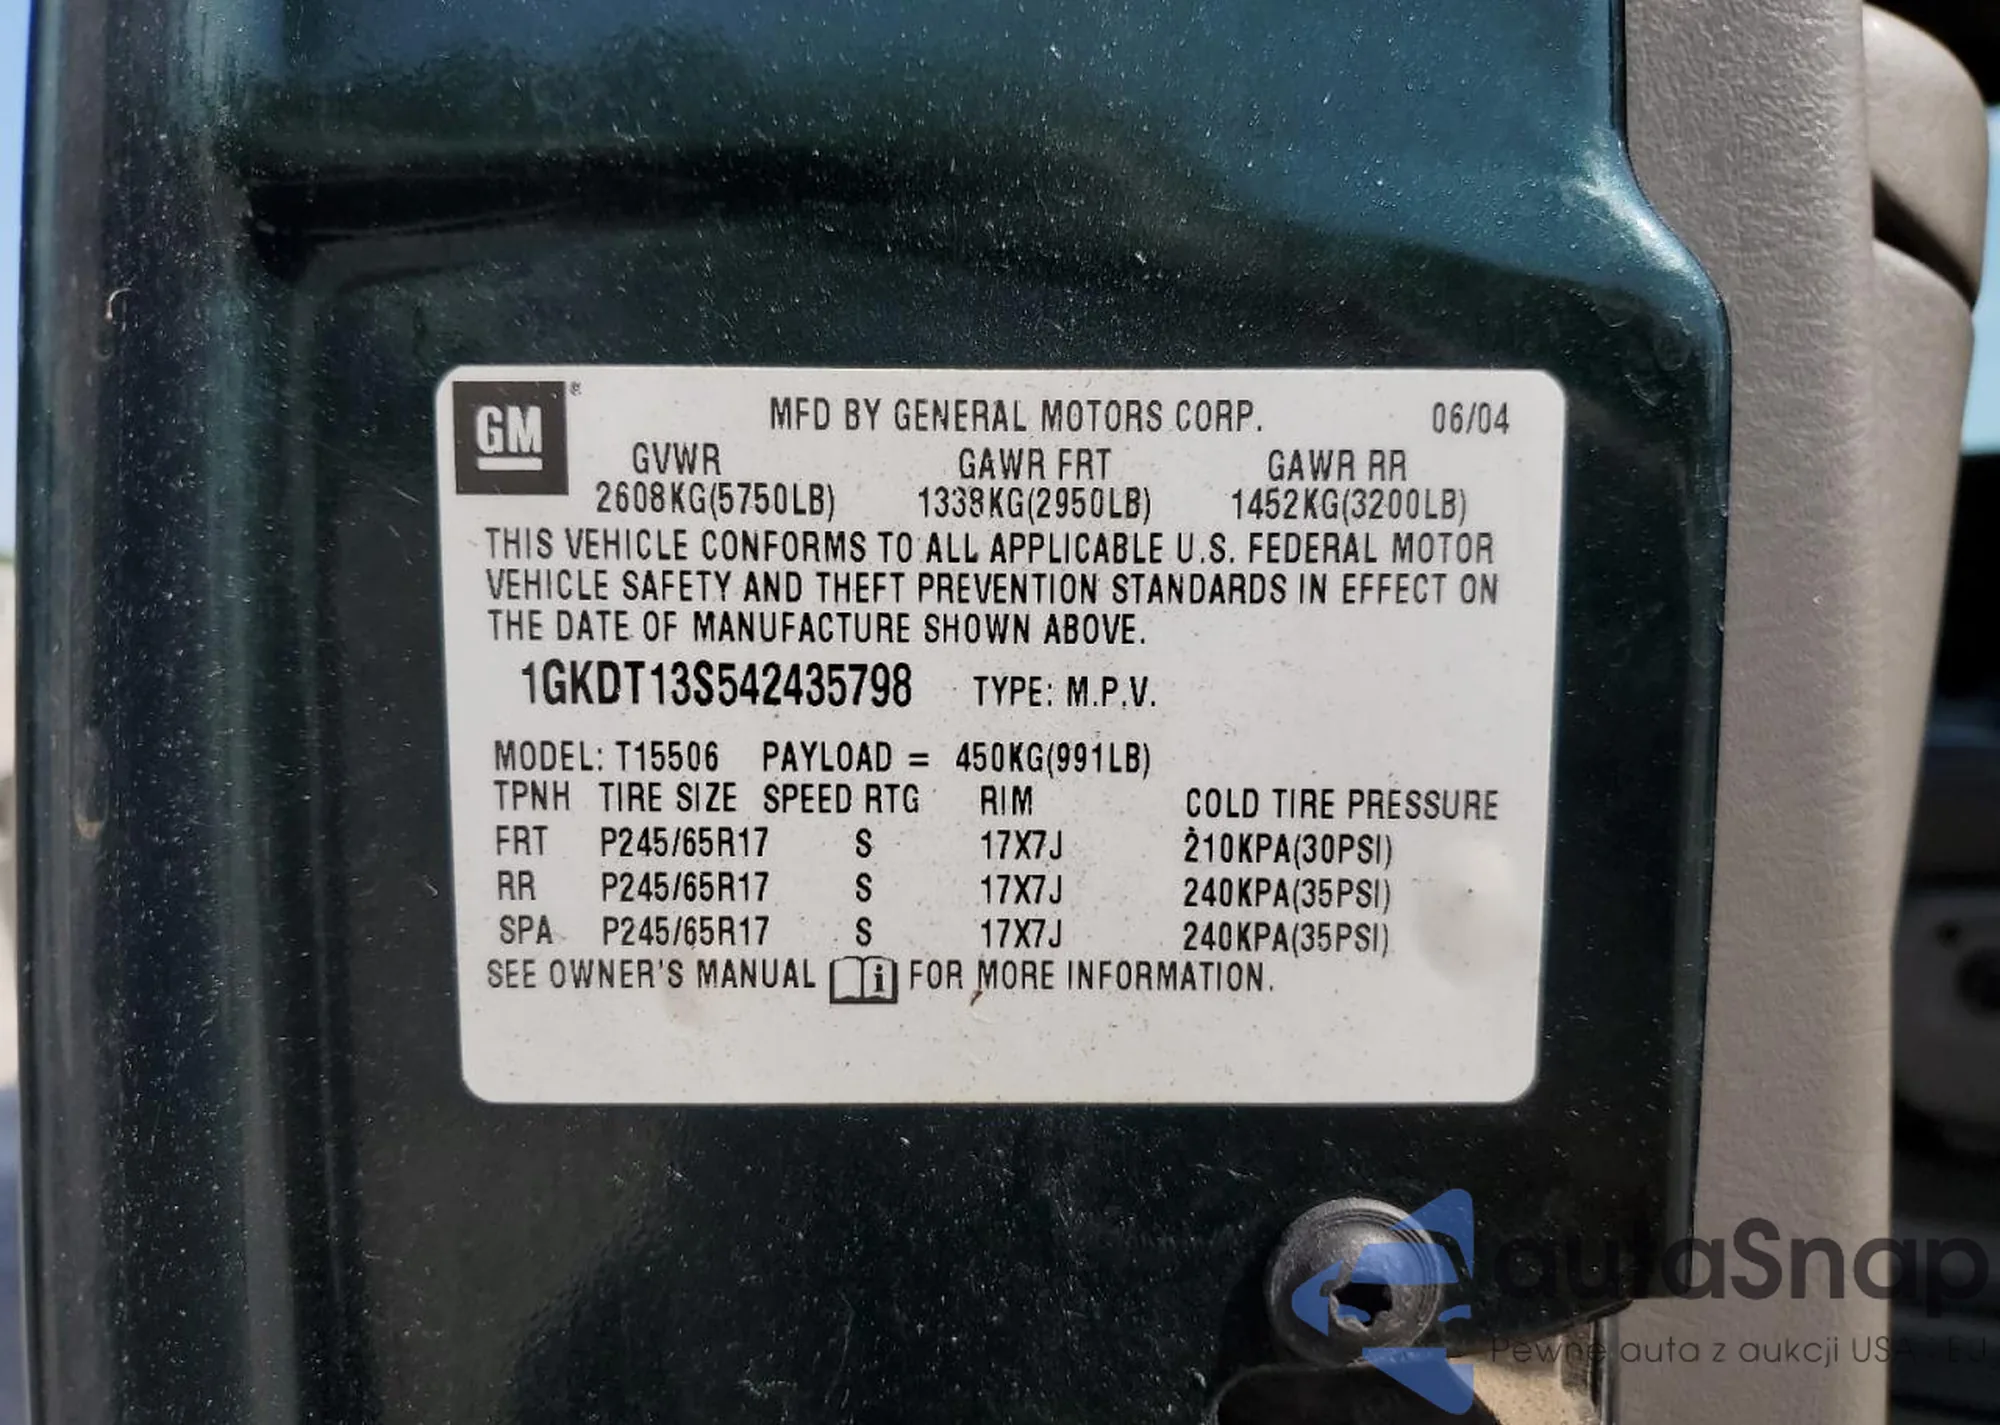 GM ® MFD BY GENERAL MOTORS CORP. 06/04
GVWR GAWR FRT GAWR RR
2608KG(5750LB) 1338KG(2950LB) 1452KG(3200LB)
THIS VEHICLE CONFORMS TO ALL APPLICABLE U.S. FEDERAL MOTOR
VEHICLE SAFETY AND THEFT PREVENTION STANDARDS IN EFFECT ON
THE DATE OF MANUFACTURE SHOWN ABOVE.
1GKDT13S542435798 TYPE: M.P.V.
MODEL: T15506 PAYLOAD = 450KG(991LB)
TPNH TIRE SIZE SPEED RTG RIM COLD TIRE PRESSURE
FRT P245/65R17 S 17X7J 210KPA(30PSI)
RR P245/65R17 S 17X7J 240KPA(35PSI)
SPA P245/65R17 S 17X7J 240KPA(35PSI)
SEE OWNER'S MANUAL i FOR MORE INFORMATION.
autaSnap
Pewne auta z aukcji USA - EU